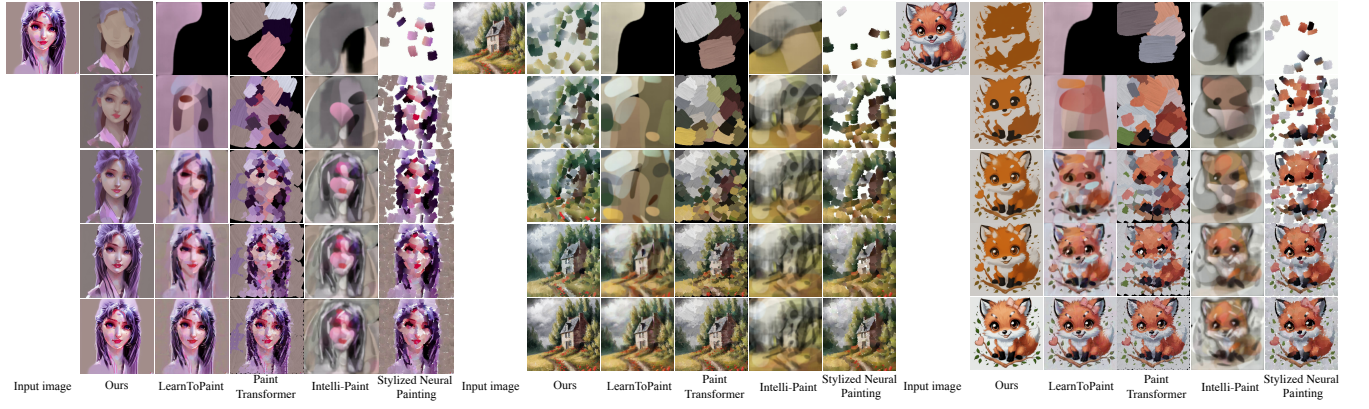 Input image
Ours
LearnToPaint
Paint
Transformer
Intelli-Paint
Stylized Neural
Painting
Input image
Ours
LearnToPaint
Paint
Transformer
Intelli-Paint
Stylized Neural
Painting
Input image
Ours
LearnToPaint
Paint
Transformer
Intelli-Paint
Stylized Neural
Painting